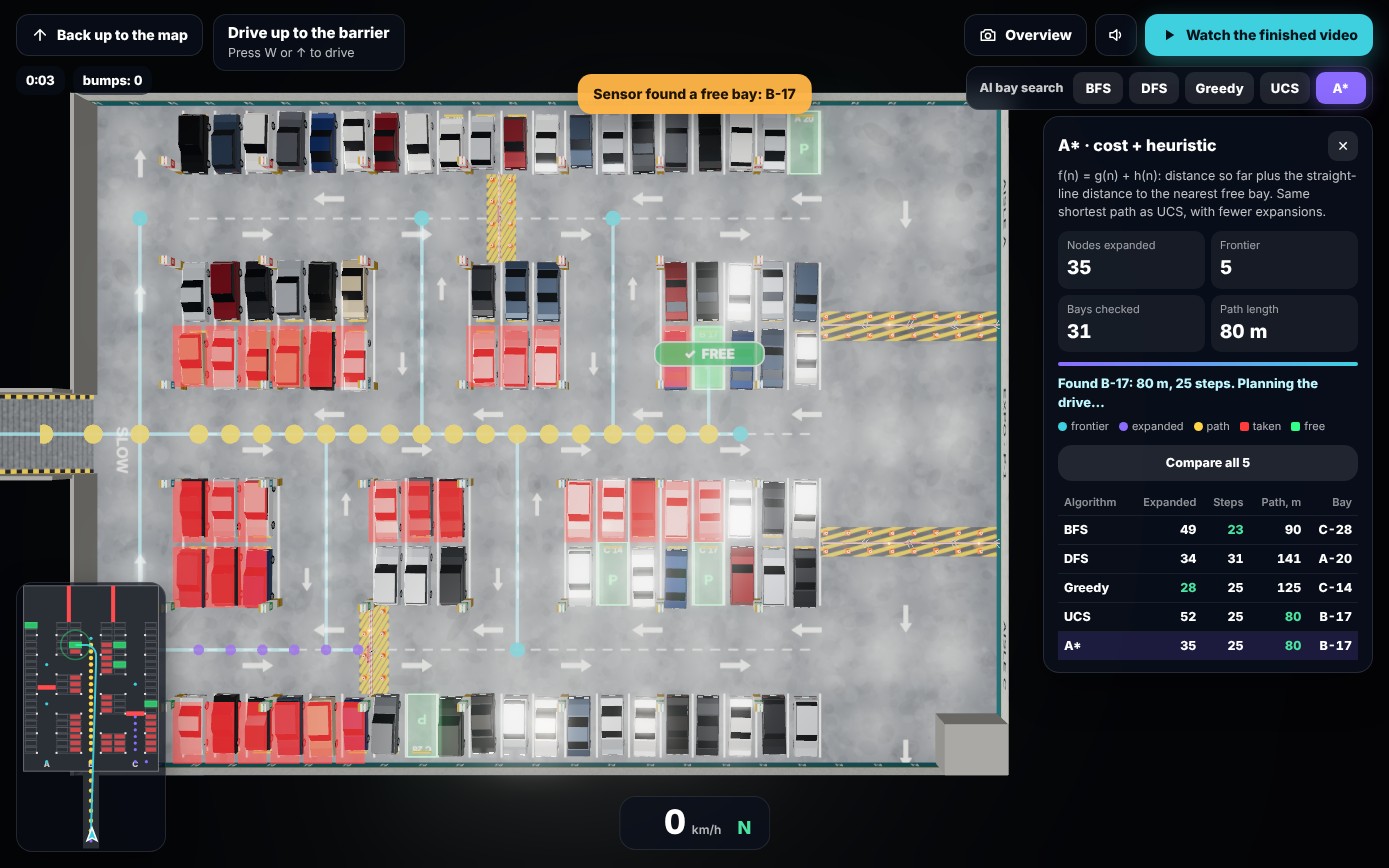 Back up to the map
Drive up to the barrier
Press W or ↑ to drive
Overview
Watch the finished video
0:03
bumps: 0
Sensor found a free bay: B-17
AI bay search
BFS
DFS
Greedy
UCS
A*
A* · cost + heuristic
f(n) = g(n) + h(n): distance so far plus the straight-
line distance to the nearest free bay. Same
shortest path as UCS, with fewer expansions.
Nodes expanded
35
Frontier
5
Bays checked
31
Path length
80 m
Found B-17: 80 m, 25 steps. Planning the
drive...
frontier
expanded
path
taken
free
Compare all 5
Algorithm Expanded Steps Path, m Bay
BFS 49 23 90 C-28
DFS 34 31 141 A-20
Greedy 28 25 125 C-14
UCS 52 25 80 B-17
A* 35 25 80 B-17
A 20
P
FREE
SLOW
C 14
P
C 17
P
P
A
C
0 km/h N